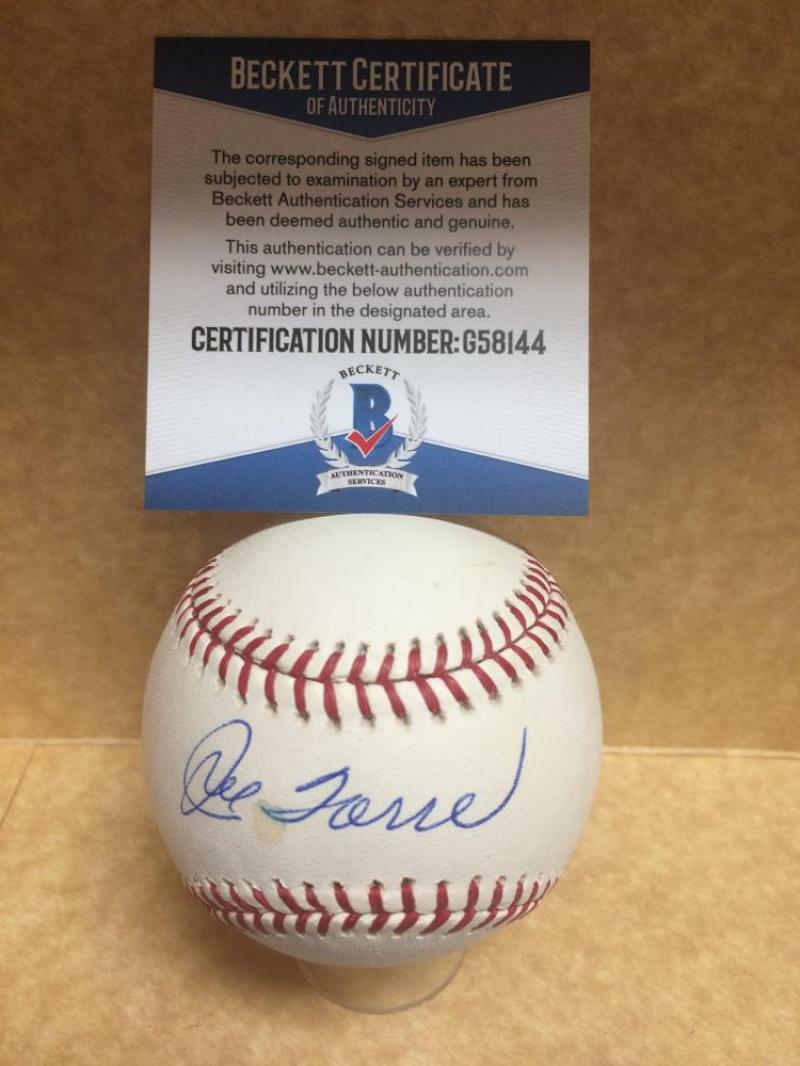 BECKETT CERTIFICATE
OF AUTHENTICITY
The corresponding signed item has been
subjected to examination by an expert from
Beckett Authentication Services and has
been deemed authentic and genuine.
This authentication can be verified by
visiting www.beckett-authentication.com
and utilizing the below authentication
number in the designated area.
CERTIFICATION NUMBER:G58144
BECKETT
B
AUTHENTICATION
SERVICES
Joe Torre